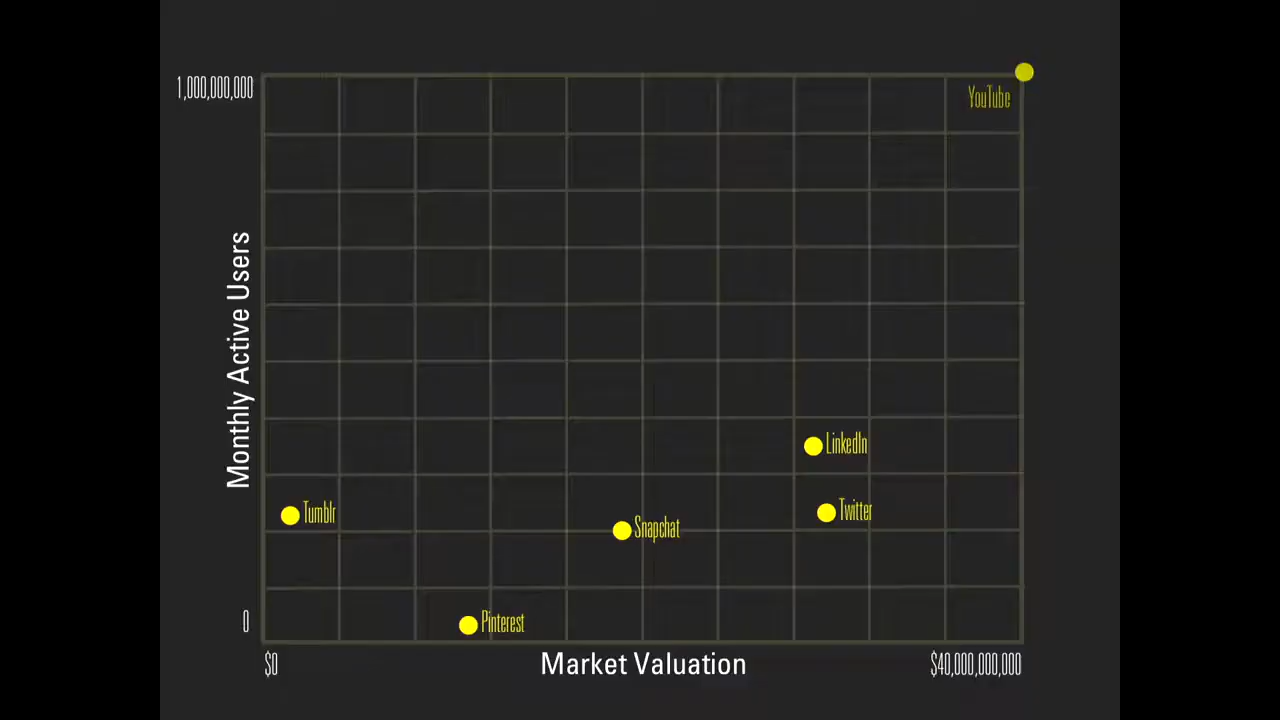 1,000,000,000
YouTube
Monthly Active Users
LinkedIn
Tumblr
Twitter
Snapchat
Pinterest
0
$0
Market Valuation
$40,000,000,000